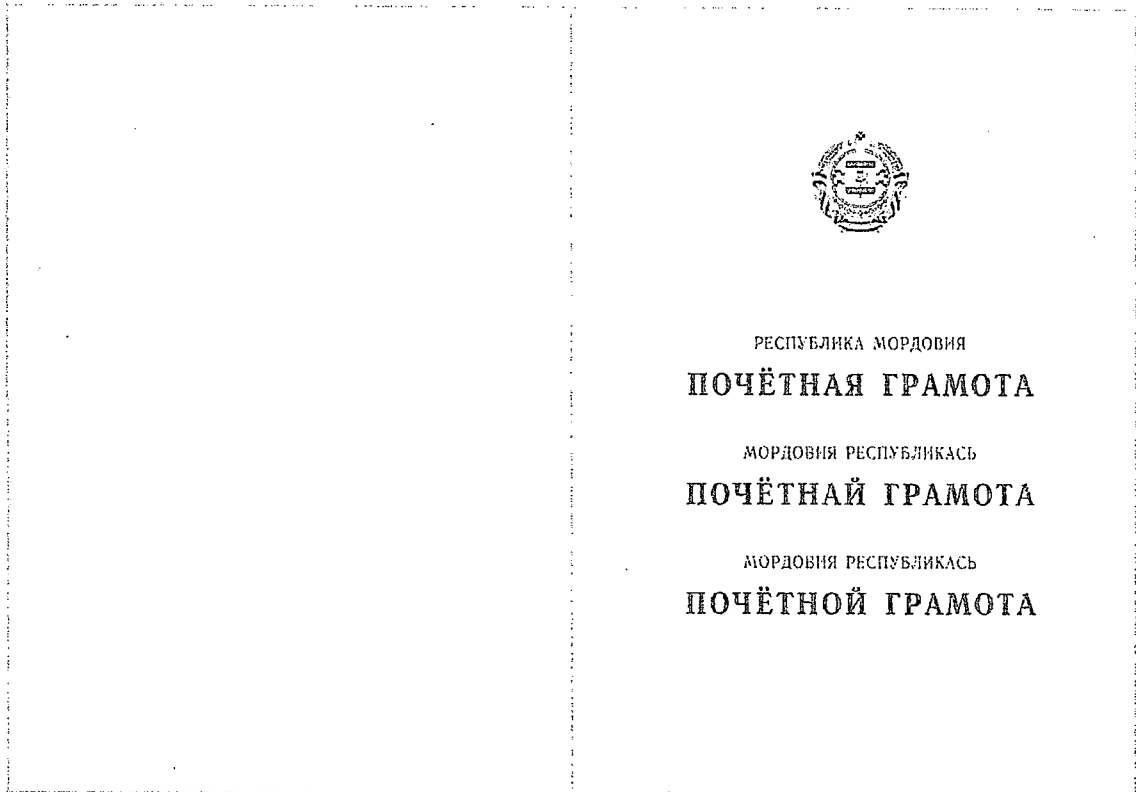 РЕСПУБЛИКА МОРДОВИЯ
ПОЧЁТНАЯ ГРАМОТА
МОРДОВИЯ РЕСПУБЛИКАСЬ
ПОЧЁТНАЙ ГРАМОТА
МОРДОВИЯ РЕСПУБЛИКАСЬ
ПОЧЁТНОЙ ГРАМОТА